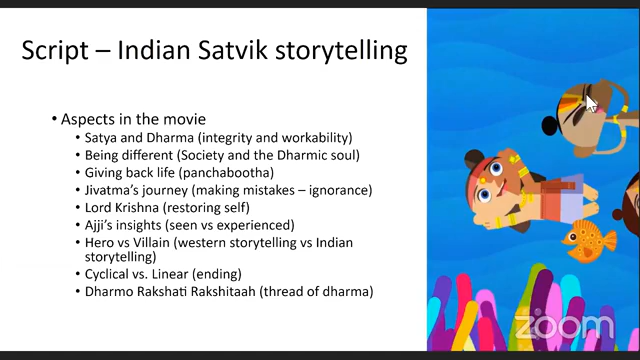 Script – Indian Satvik storytelling
• Aspects in the movie
• Satya and Dharma (integrity and workability)
• Being different (Society and the Dharmic soul)
• Giving back life (panchabootha)
• Jivatma's journey (making mistakes – ignorance)
• Lord Krishna (restoring self)
• Ajji's insights (seen vs experienced)
• Hero vs Villain (western storytelling vs Indian
storytelling)
• Cyclical vs. Linear (ending)
• Dharmo Rakshati Rakshitaah (thread of dharma)
zoom